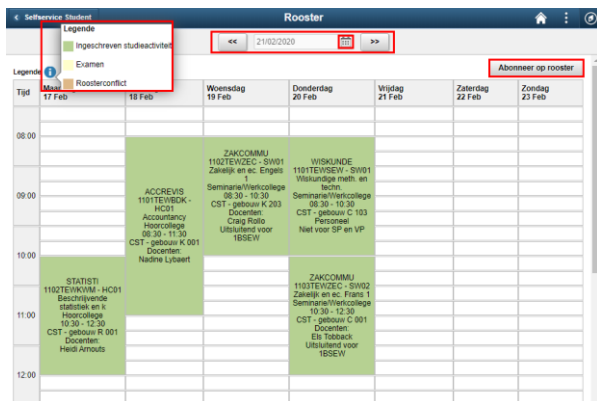 Selfservice Student
Rooster
Legende
Ingeschreven studieactiviteit
Examen
Roosterconflict
<<
21/02/2020
>>
Abonneer op rooster
Legende
Tijd
17 Feb
18 Feb
Woensdag
19 Feb
Donderdag
20 Feb
Vrijdag
21 Feb
Zaterdag
22 Feb
Zondag
23 Feb
08:00
09:00
10:00
11:00
12:00
STATISTI
1102TEWKWM - HC01
Beschrijvende
statistiek en k
Hoorcollege
10:30 - 12:30
CST - gebouw R 001
Docenten:
Heidi Arnouts
ACCREVIS
1101TEWBDK -
HC01
Accountancy
Hoorcollege
08:30 - 11:30
CST - gebouw K 001
Docenten:
Nadine Lybaert
ZAKCOMMU
1102TEWZEC - SW01
Zakelijk en ec. Engels
1
Seminarie/Werkcollege
08:30 - 10:30
CST - gebouw K 203
Docenten:
Craig Rollo
Uitsluitend voor
1BSEW
WISKUNDE
1101TEWSEW - SW01
Wiskundige meth. en
techn.
Seminarie/Werkcollege
08:30 - 10:30
CST - gebouw C 103
Personeel
Niet voor SP en VP
ZAKCOMMU
1103TEWZEC - SW02
Zakelijk en ec. Frans 1
Seminarie/Werkcollege
10:30 - 12:30
CST - gebouw C 001
Docenten:
Els Tobback
Uitsluitend voor
1BSEW